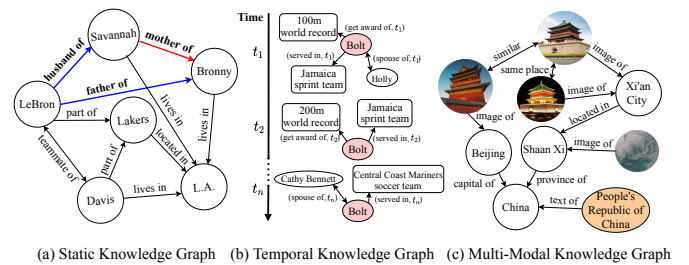 Savannah
husband of
mother of
Bronny
father of
LeBron
part of
Lakers
lives in
lives in
located in
teammate of
part of
Davis
lives in
L.A.
(a) Static Knowledge Graph
Time
t₁
100m
world record
(get award of, t₁)
Bolt
(served in, t₁)
(spouse of, t₁)
Jamaica
sprint team
Holly
t₂
200m
world record
Jamaica
sprint team
(get award of, t₂)
(served in, t₂)
Bolt
tₙ
Cathy Bennett
Central Coast Mariners
soccer team
(spouse of, tₙ)
(served in, tₙ)
Bolt
(b) Temporal Knowledge Graph
similar
image of
same place
image of
Xi'an
City
image of
located in
Beijing
Shaan Xi
image of
capital of
province of
China
text of
People's
Republic of
China
(c) Multi-Modal Knowledge Graph